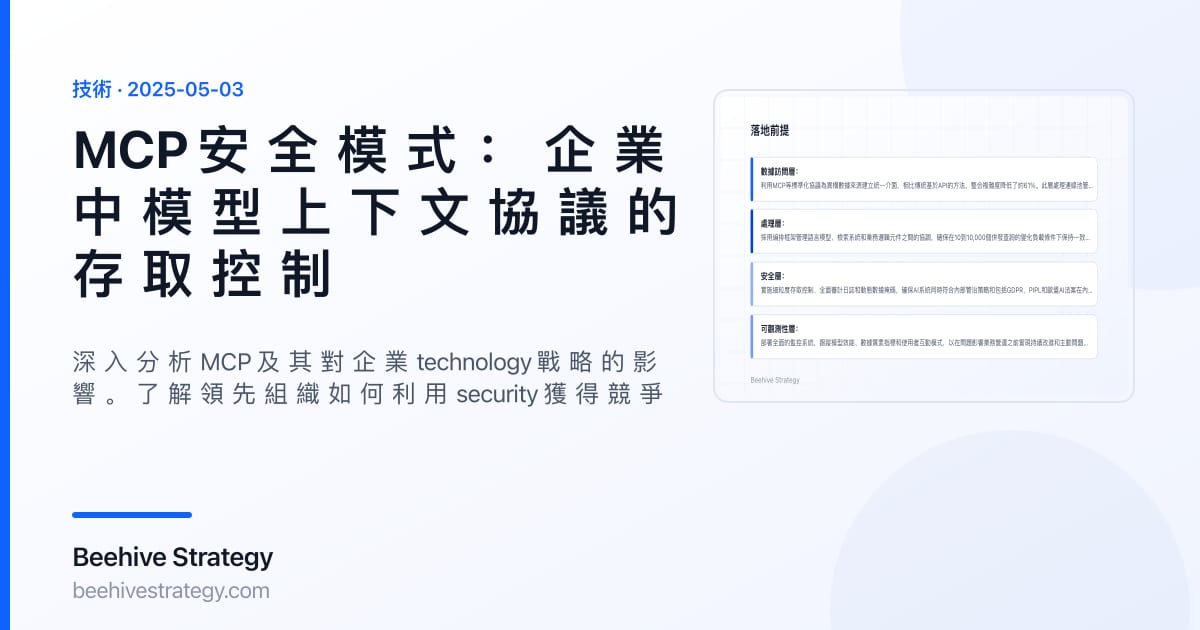 技術 · 2025-05-03
MCP安全模式：企業
中模型上下文協議的
存取控制
深入分析MCP及其對企業technology戰略的影
響。了解領先組織如何利用security獲得競爭
Beehive Strategy
beehivestrategy.com
落地前提
數據訪問層：
利用MCP等標準化協議為異構數據來源建立統一介面，相比傳統基於API的方法，整合複雜度降低了約61%。此層處理連線池管...
處理層：
採用編排框架管理語言模型、檢索系統和業務邏輯元件之間的協調，確保在10到10,000個併發查詢的變化負載條件下保持一致...
安全層：
實施細粒度存取控制、全面審計日誌和動態數據掩碼，確保AI系統同時符合內部管治策略和包括GDPR、PIPL和歐盟AI法案在內...
可觀測性層：
部署全面的監控系統，跟蹤模型效能、數據質素指標和使用者互動模式，以在問題影響業務營運之前實現持續改進和主動問題...
Beehive Strategy